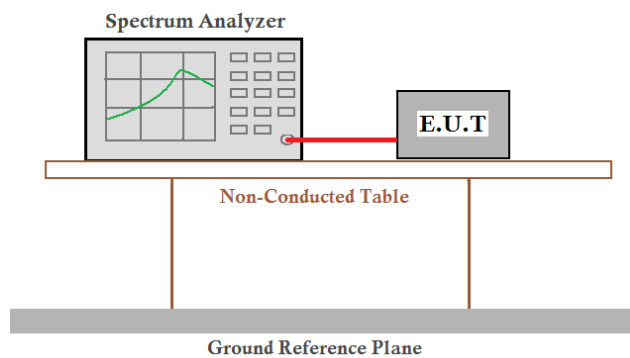 Spectrum Analyzer
E.U.T
Non-Conducted Table
Ground Reference Plane